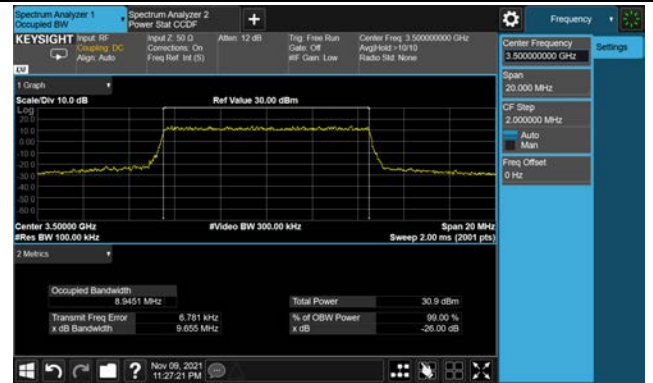 Spectrum Analyzer 1
Occupied BW
Spectrum Analyzer 2
Power Stat CCDF
+
Frequency
KEYSIGHT
Input: RF
Coupling: DC
Align: Auto
Input Z: 50 Ω
Corrections: On
Freq Ref: Int (S)
Atten: 12 dB
Trig: Free Run
Gate: Off
#IF Gain: Low
Center Freq: 3.500000000 GHz
Avg|Hold:>10/10
Radio Std: None
LXI
Center Frequency
3.500000000 GHz
Settings
Span
20.000 MHz
CF Step
2.000000 MHz
Auto
Man
Freq Offset
0 Hz
1 Graph
Scale/Div 10.0 dB
Ref Value 30.00 dBm
Log
20.0
10.0
0.00
-10.0
-20.0
-30.0
-40.0
-50.0
-60.0
Center 3.50000 GHz
#Video BW 300.00 kHz
Span 20 MHz
#Res BW 100.00 kHz
Sweep 2.00 ms (2001 pts)
2 Metrics
Occupied Bandwidth
8.9451 MHz
Total Power
30.9 dBm
Transmit Freq Error
6.781 kHz
% of OBW Power
99.00 %
x dB Bandwidth
9.655 MHz
x dB
-26.00 dB
?
Nov 09, 2021
11:27:21 PM